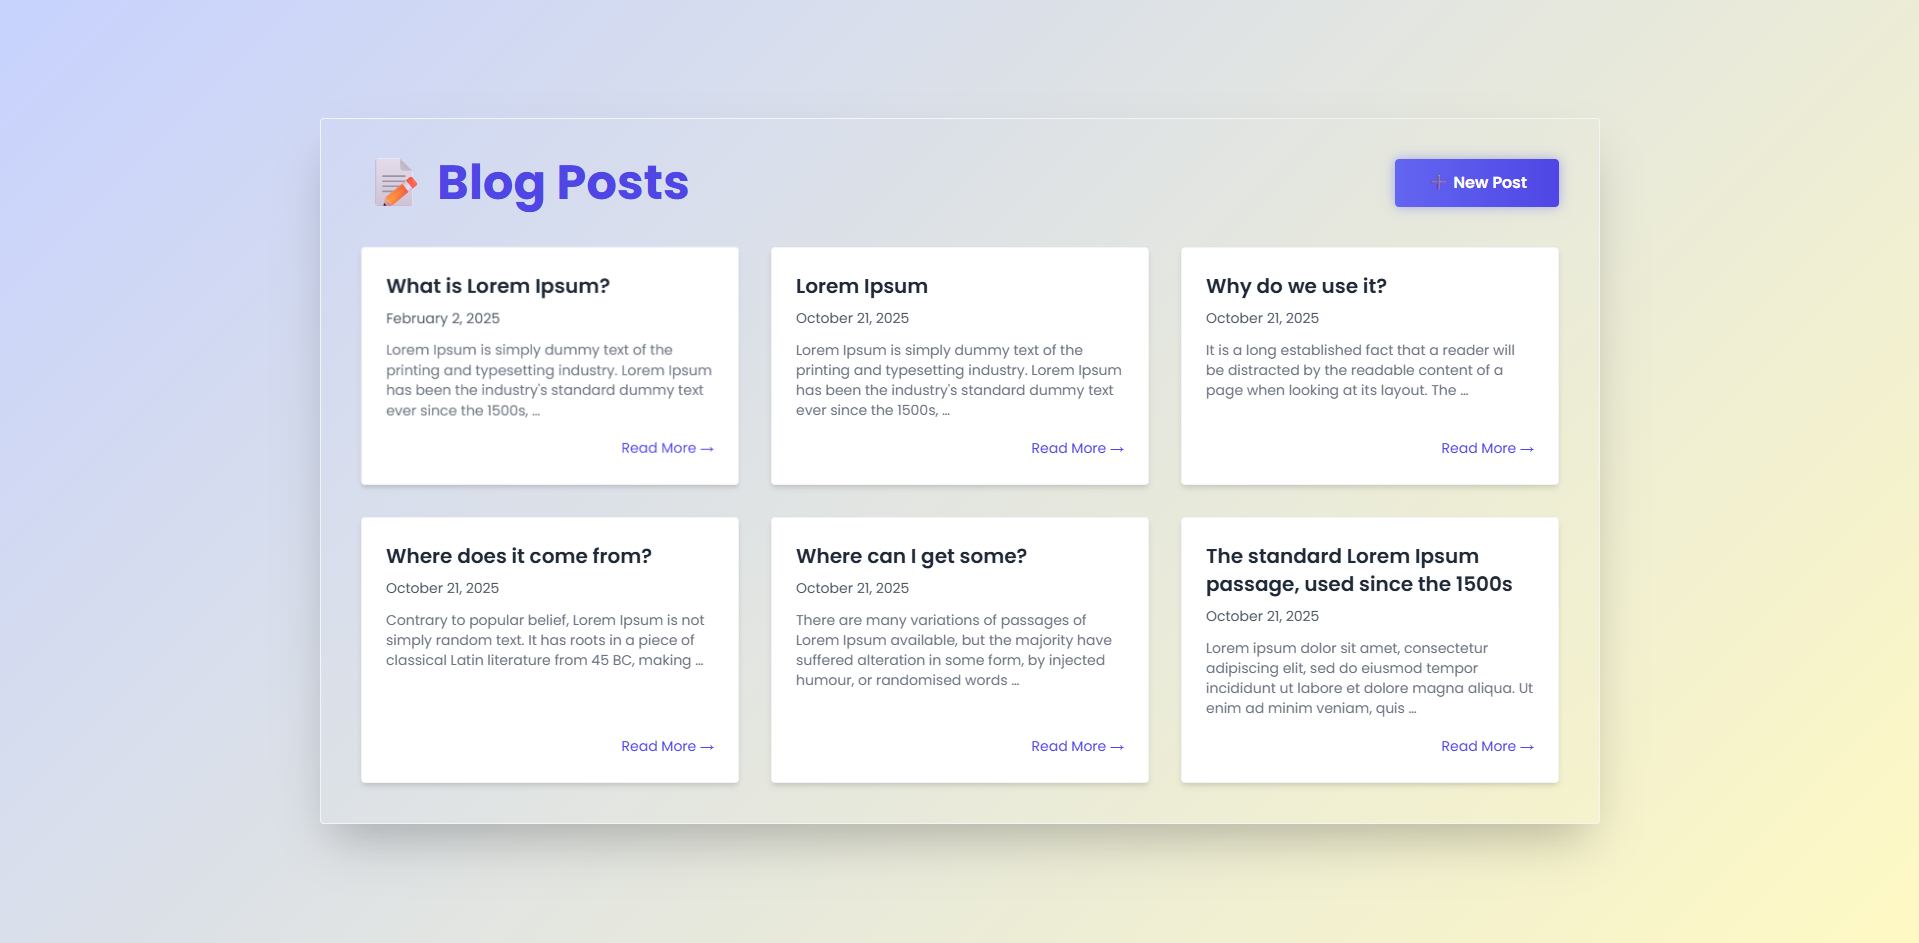 Blog Posts
New Post
What is Lorem Ipsum?
February 2, 2025
Lorem Ipsum is simply dummy text of the
printing and typesetting industry. Lorem Ipsum
has been the industry's standard dummy text
ever since the 1500s, ...
Read More →
Lorem Ipsum
October 21, 2025
Lorem Ipsum is simply dummy text of the
printing and typesetting industry. Lorem Ipsum
has been the industry's standard dummy text
ever since the 1500s, ...
Read More →
Why do we use it?
October 21, 2025
It is a long established fact that a reader will
be distracted by the readable content of a
page when looking at its layout. The ...
Read More →
Where does it come from?
October 21, 2025
Contrary to popular belief, Lorem Ipsum is not
simply random text. It has roots in a piece of
classical Latin literature from 45 BC, making ...
Read More →
Where can I get some?
October 21, 2025
There are many variations of passages of
Lorem Ipsum available, but the majority have
suffered alteration in some form, by injected
humour, or randomised words ...
Read More →
The standard Lorem Ipsum
passage, used since the 1500s
October 21, 2025
Lorem ipsum dolor sit amet, consectetur
adipiscing elit, sed do eiusmod tempor
incididunt ut labore et dolore magna aliqua. Ut
enim ad minim veniam, quis ...
Read More →